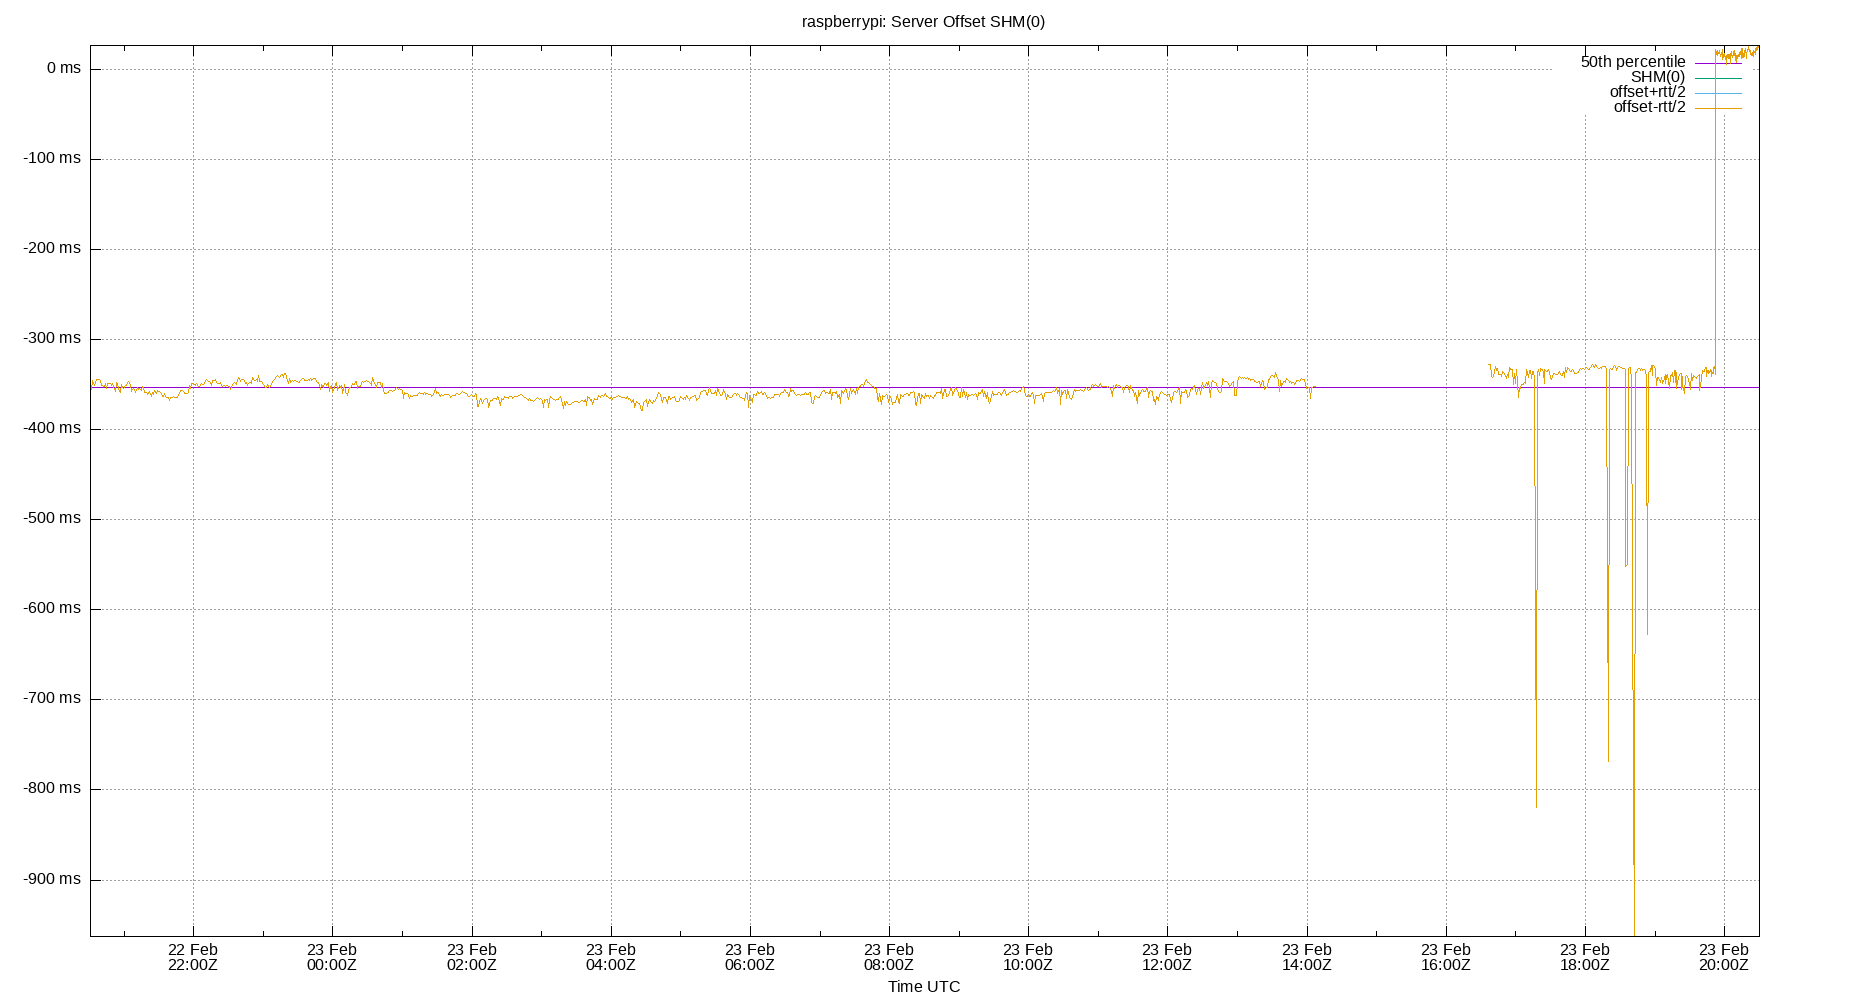 raspberrypi: Server Offset SHM(0)
50th percentile
SHM(0)
offset+rtt/2
offset-rtt/2
0 ms
-100 ms
-200 ms
-300 ms
-400 ms
-500 ms
-600 ms
-700 ms
-800 ms
-900 ms
22 Feb 23 Feb 23 Feb 23 Feb 23 Feb 23 Feb 23 Feb 23 Feb 23 Feb 23 Feb 23 Feb 23 Feb
22:00Z 00:00Z 02:00Z 04:00Z 06:00Z 08:00Z 10:00Z 12:00Z 14:00Z 16:00Z 18:00Z 20:00Z
Time UTC